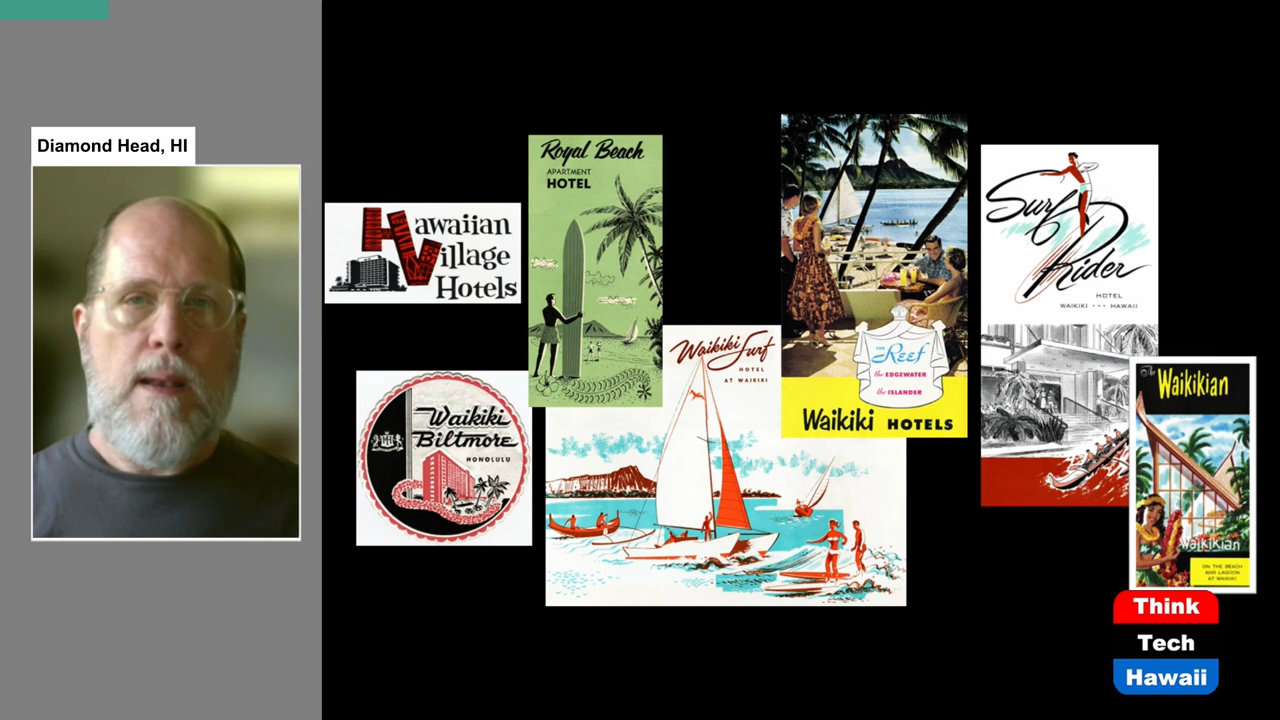 Diamond Head, HI
Hawaiian
Village
Hotels
Royal Beach
APARTMENT
HOTEL
Waikiki
Biltmore
HONOLULU
Waikiki Surf
HOTEL
AT WAIKIKI
THE Reef
the EDGEWATER
the ISLANDER
Waikiki HOTELS
Surf
Rider
HOTEL
WAIKIKI • • • HAWAII
The Waikikian
Waikikian
ON THE BEACH
AND LAGOON
AT WAIKIKI
Think
Tech
Hawaii